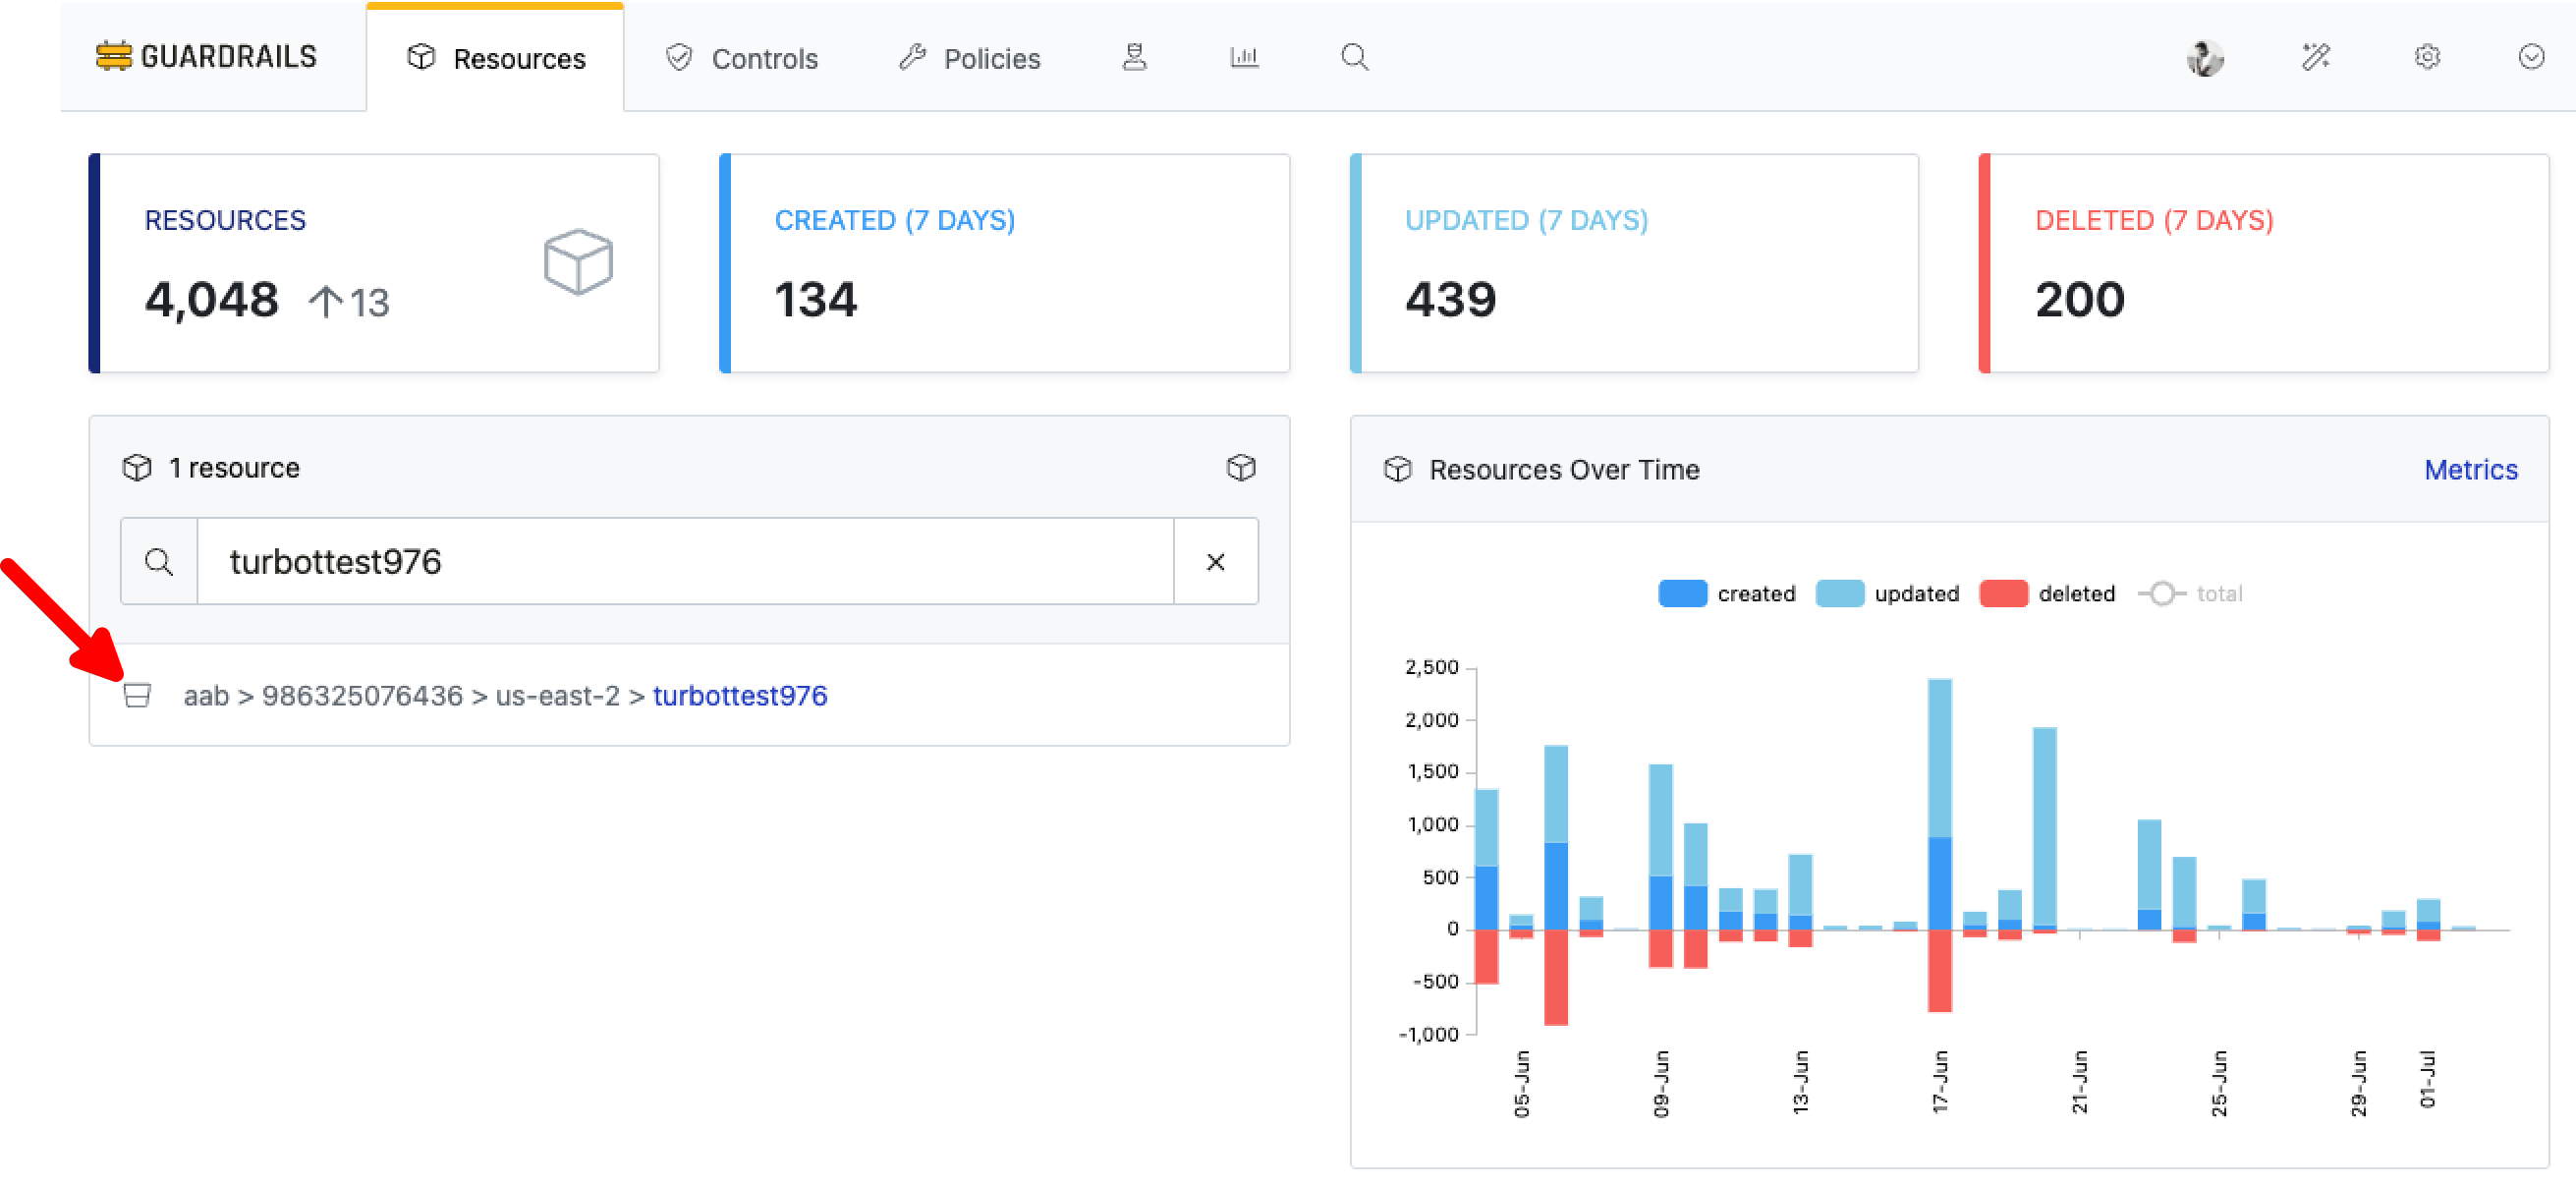 GUARDRAILS
Resources
Controls
Policies
RESOURCES
4,048 ↑13
CREATED (7 DAYS)
134
UPDATED (7 DAYS)
439
DELETED (7 DAYS)
200
1 resource
turbottest976
aab > 986325076436 > us-east-2 > turbottest976
Resources Over Time
Metrics
created updated deleted total
2,500
2,000
1,500
1,000
500
0
-500
-1,000
05-Jun 09-Jun 13-Jun 17-Jun 21-Jun 25-Jun 29-Jun 01-Jul